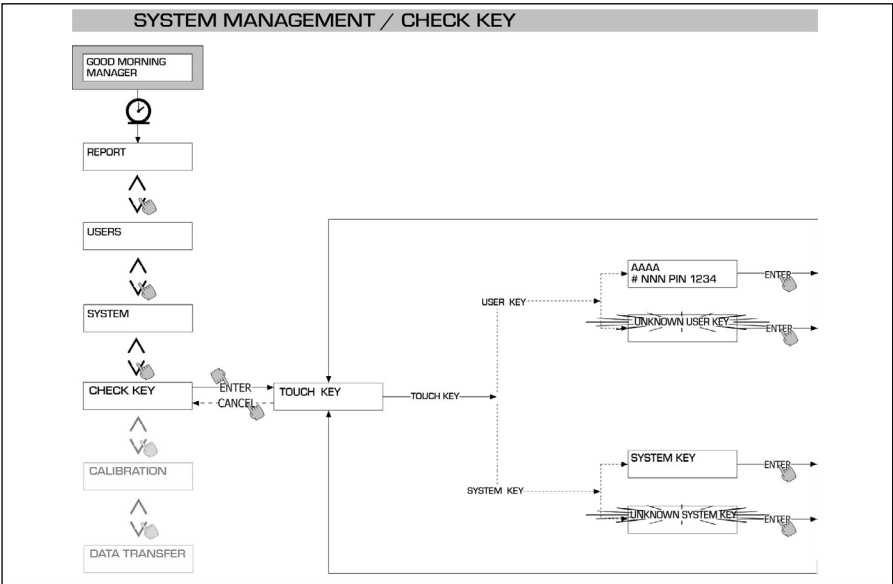 SYSTEM MANAGEMENT / CHECK KEY
GOOD MORNING
MANAGER
REPORT
USERS
SYSTEM
CHECK KEY
CALIBRATION
DATA TRANSFER
ENTER
CANCEL
TOUCH KEY
TOUCH KEY
USER KEY
AAAA
# NNN PIN 1234
ENTER
UNKNOWN USER KEY
ENTER
SYSTEM KEY
SYSTEM KEY
ENTER
UNKNOWN SYSTEM KEY
ENTER